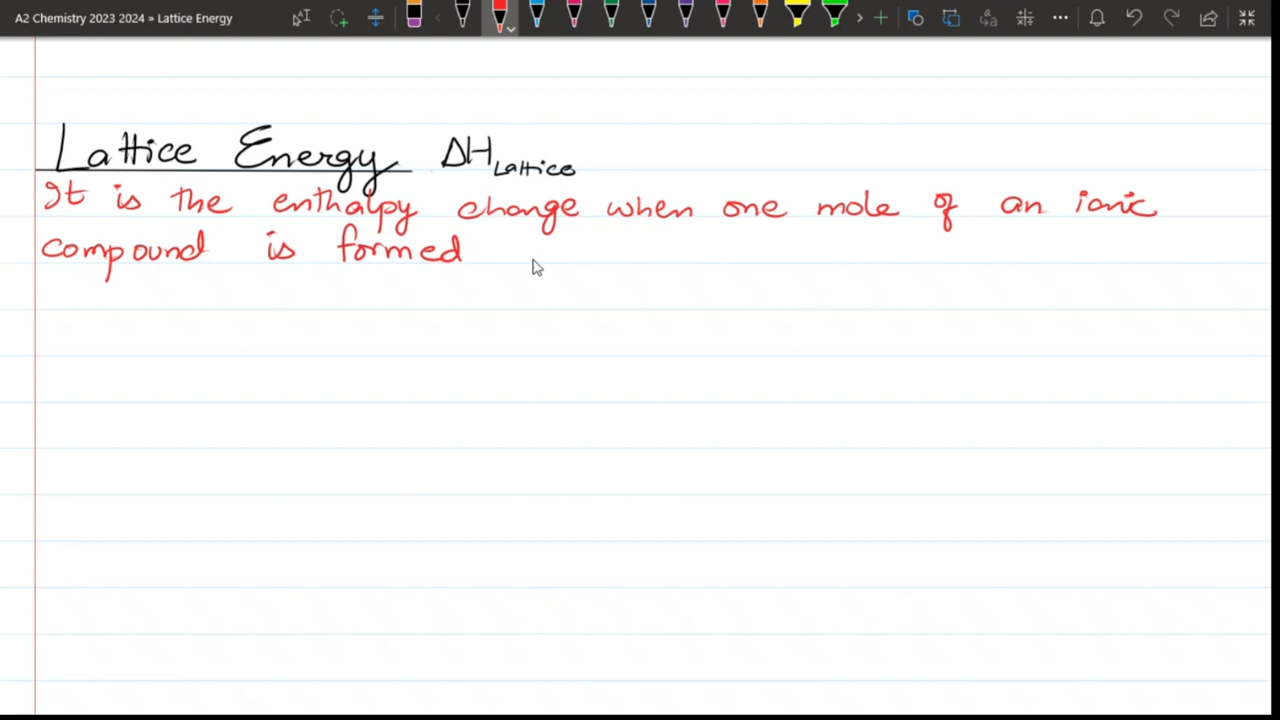 A2 Chemistry 2023 2024 » Lattice Energy
Lattice Energy ΔHLattice
It is the enthalpy change when one mole of an ionic
compound is formed